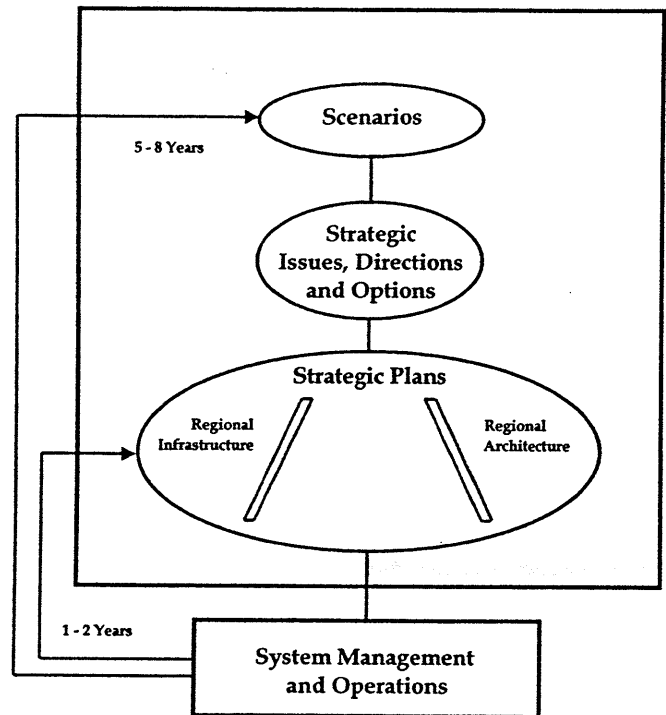 Scenarios
5 - 8 Years
Strategic
Issues, Directions
and Options
Strategic Plans
Regional
Infrastructure
Regional
Architecture
1 - 2 Years
System Management
and Operations